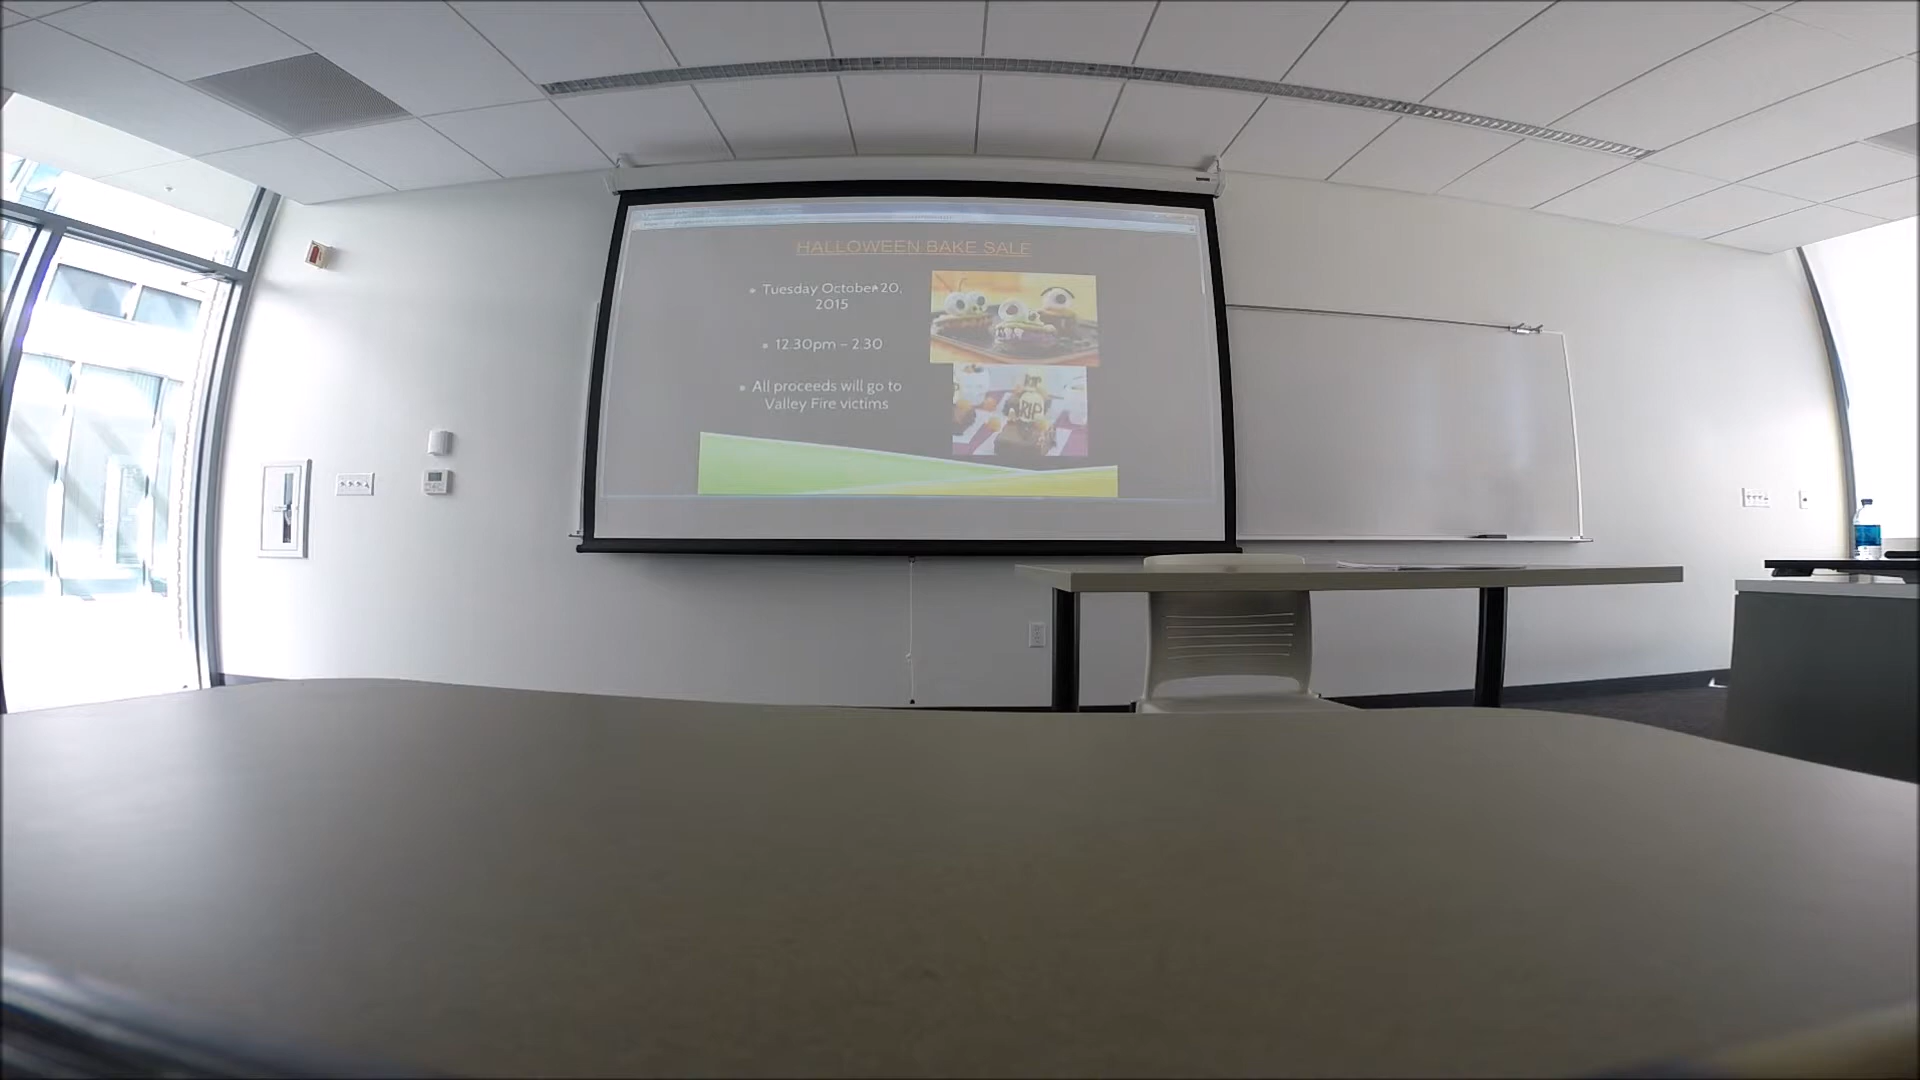 HALLOWEEN BAKE SALE
Tuesday October 20,
2015
12.30pm – 2.30
All proceeds will go to
Valley Fire victims
RIP